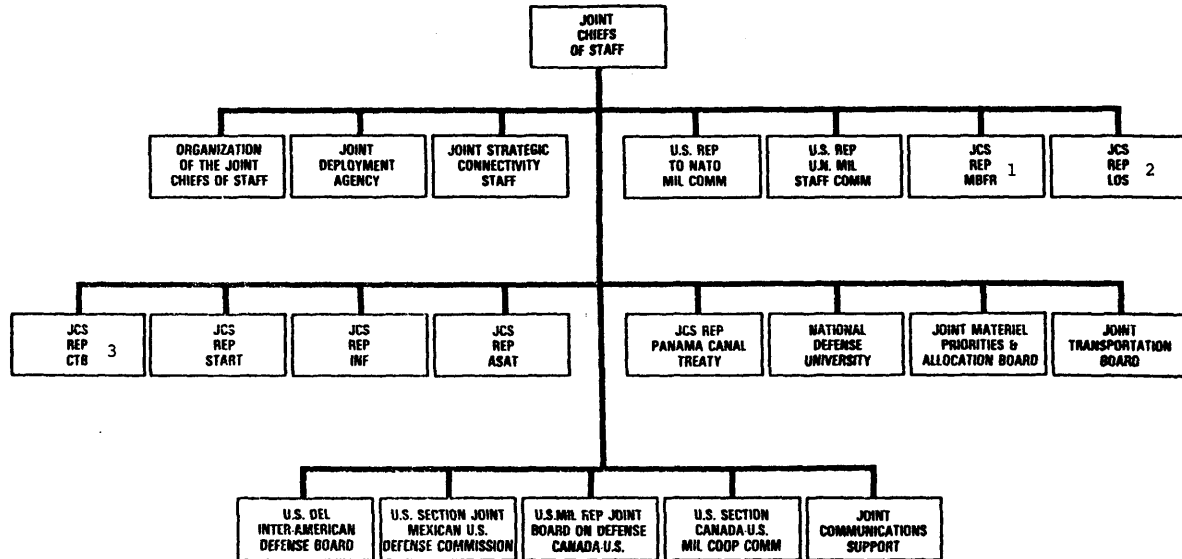 JOINT
CHIEFS
OF STAFF
ORGANIZATION
OF THE JOINT
CHIEFS OF STAFF
JOINT
DEPLOYMENT
AGENCY
JOINT STRATEGIC
CONNECTIVITY
STAFF
U.S. REP
TO NATO
MIL COMM
U.S. REP
U.N. MIL
STAFF COMM
JCS
REP 1
MBFR
JCS
REP 2
LOS
JCS
REP 3
CTB
JCS
REP
START
JCS
REP
INF
JCS
REP
ASAT
JCS REP
PANAMA CANAL
TREATY
NATIONAL
DEFENSE
UNIVERSITY
JOINT MATERIEL
PRIORITIES &
ALLOCATION BOARD
JOINT
TRANSPORTATION
BOARD
U.S. DEL
INTER-AMERICAN
DEFENSE BOARD
U.S. SECTION JOINT
MEXICAN U.S.
DEFENSE COMMISSION
U.S.MIL REP JOINT
BOARD ON DEFENSE
CANADA-U.S.
U.S. SECTION
CANADA-U.S.
MIL COOP COMM
JOINT
COMMUNICATIONS
SUPPORT